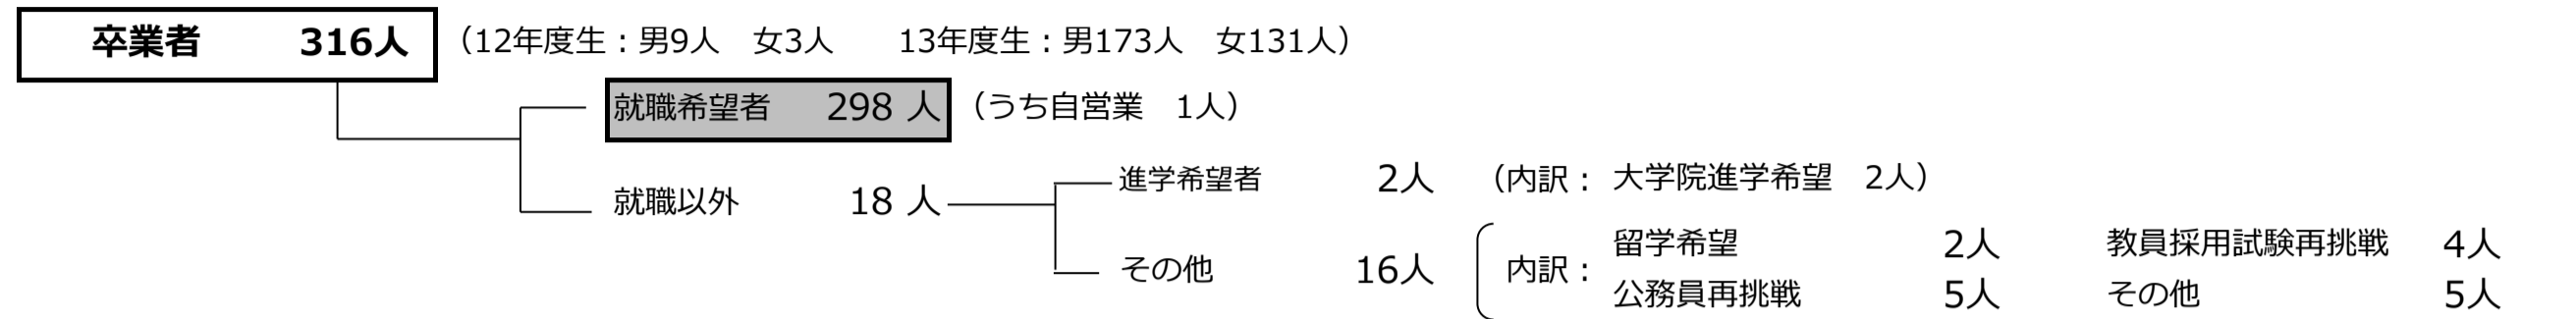 卒業者 316人 （12年度生：男9人 女3人 13年度生：男173人 女131人）
就職希望者 298 人 （うち自営業 1人）
進学希望者 2人 （内訳： 大学院進学希望 2人）
就職以外 18 人
留学希望 2人 教員採用試験再挑戦 4人
その他 16人 内訳：
公務員再挑戦 5人 その他 5人